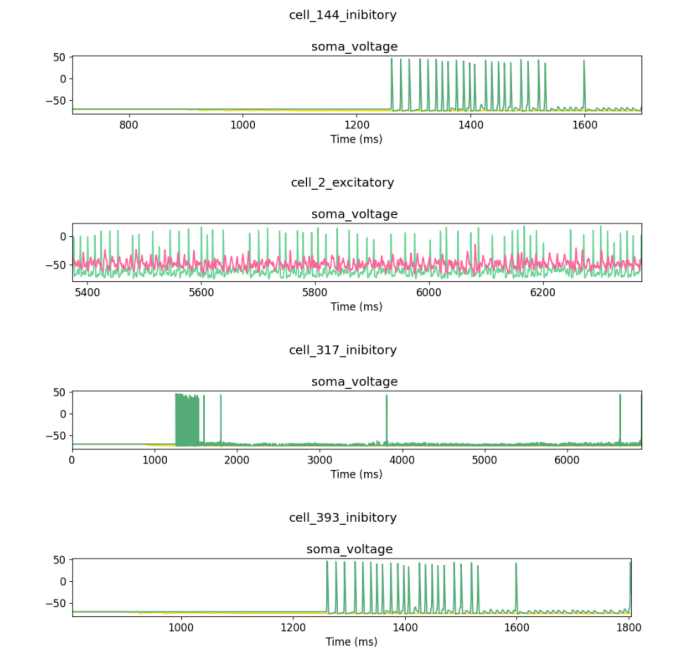 cell_144_inibitory
soma_voltage
50
0
−50
800 1000 1200 1400 1600
Time (ms)
cell_2_excitatory
soma_voltage
0
−50
5400 5600 5800 6000 6200
Time (ms)
cell_317_inibitory
soma_voltage
50
0
−50
0 1000 2000 3000 4000 5000 6000
Time (ms)
cell_393_inibitory
soma_voltage
50
0
−50
1000 1200 1400 1600 1800
Time (ms)